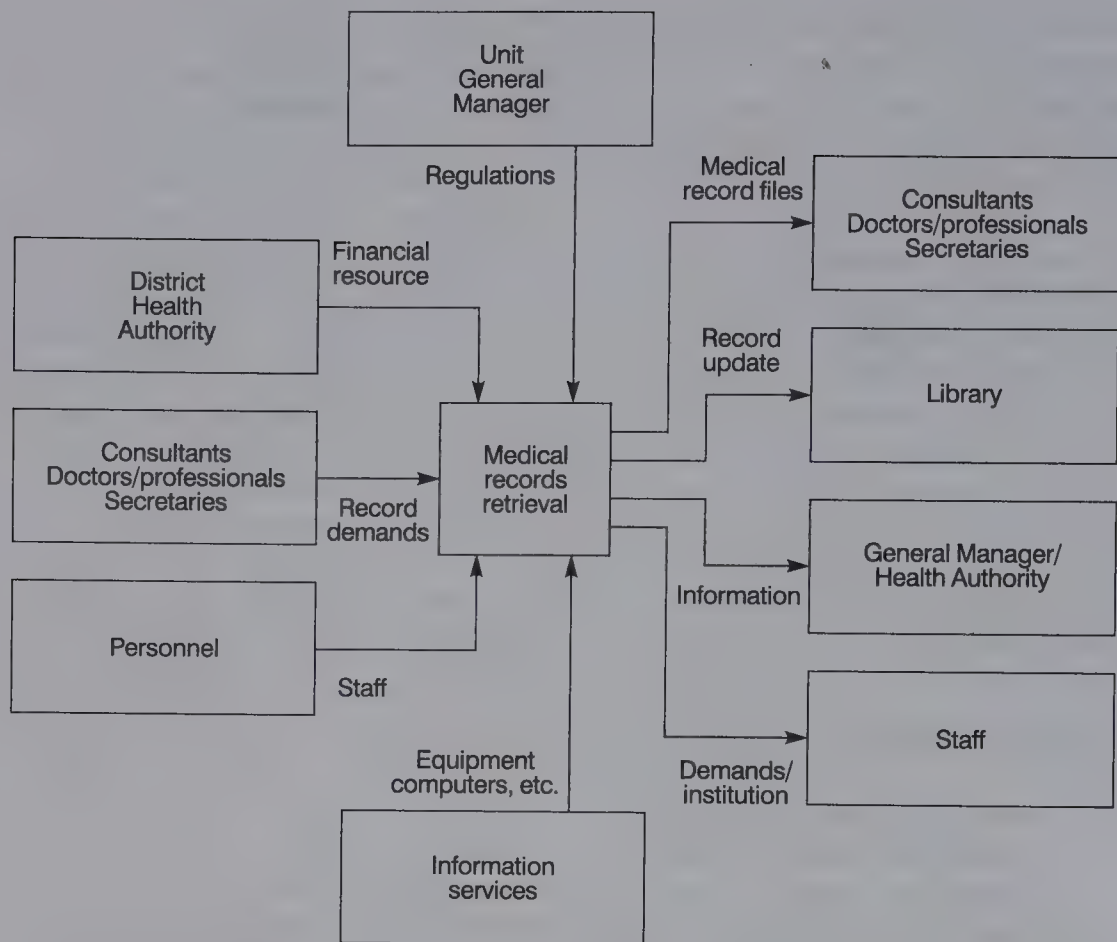 Unit
General
Manager
Regulations
Medical
record files
Consultants
Doctors/professionals
Secretaries
Financial
resource
District
Health
Authority
Record
update
Library
Consultants
Doctors/professionals
Secretaries
Record
demands
Medical
records
retrieval
General Manager/
Health Authority
Information
Personnel
Staff
Equipment
computers, etc.
Demands/
institution
Staff
Information
services